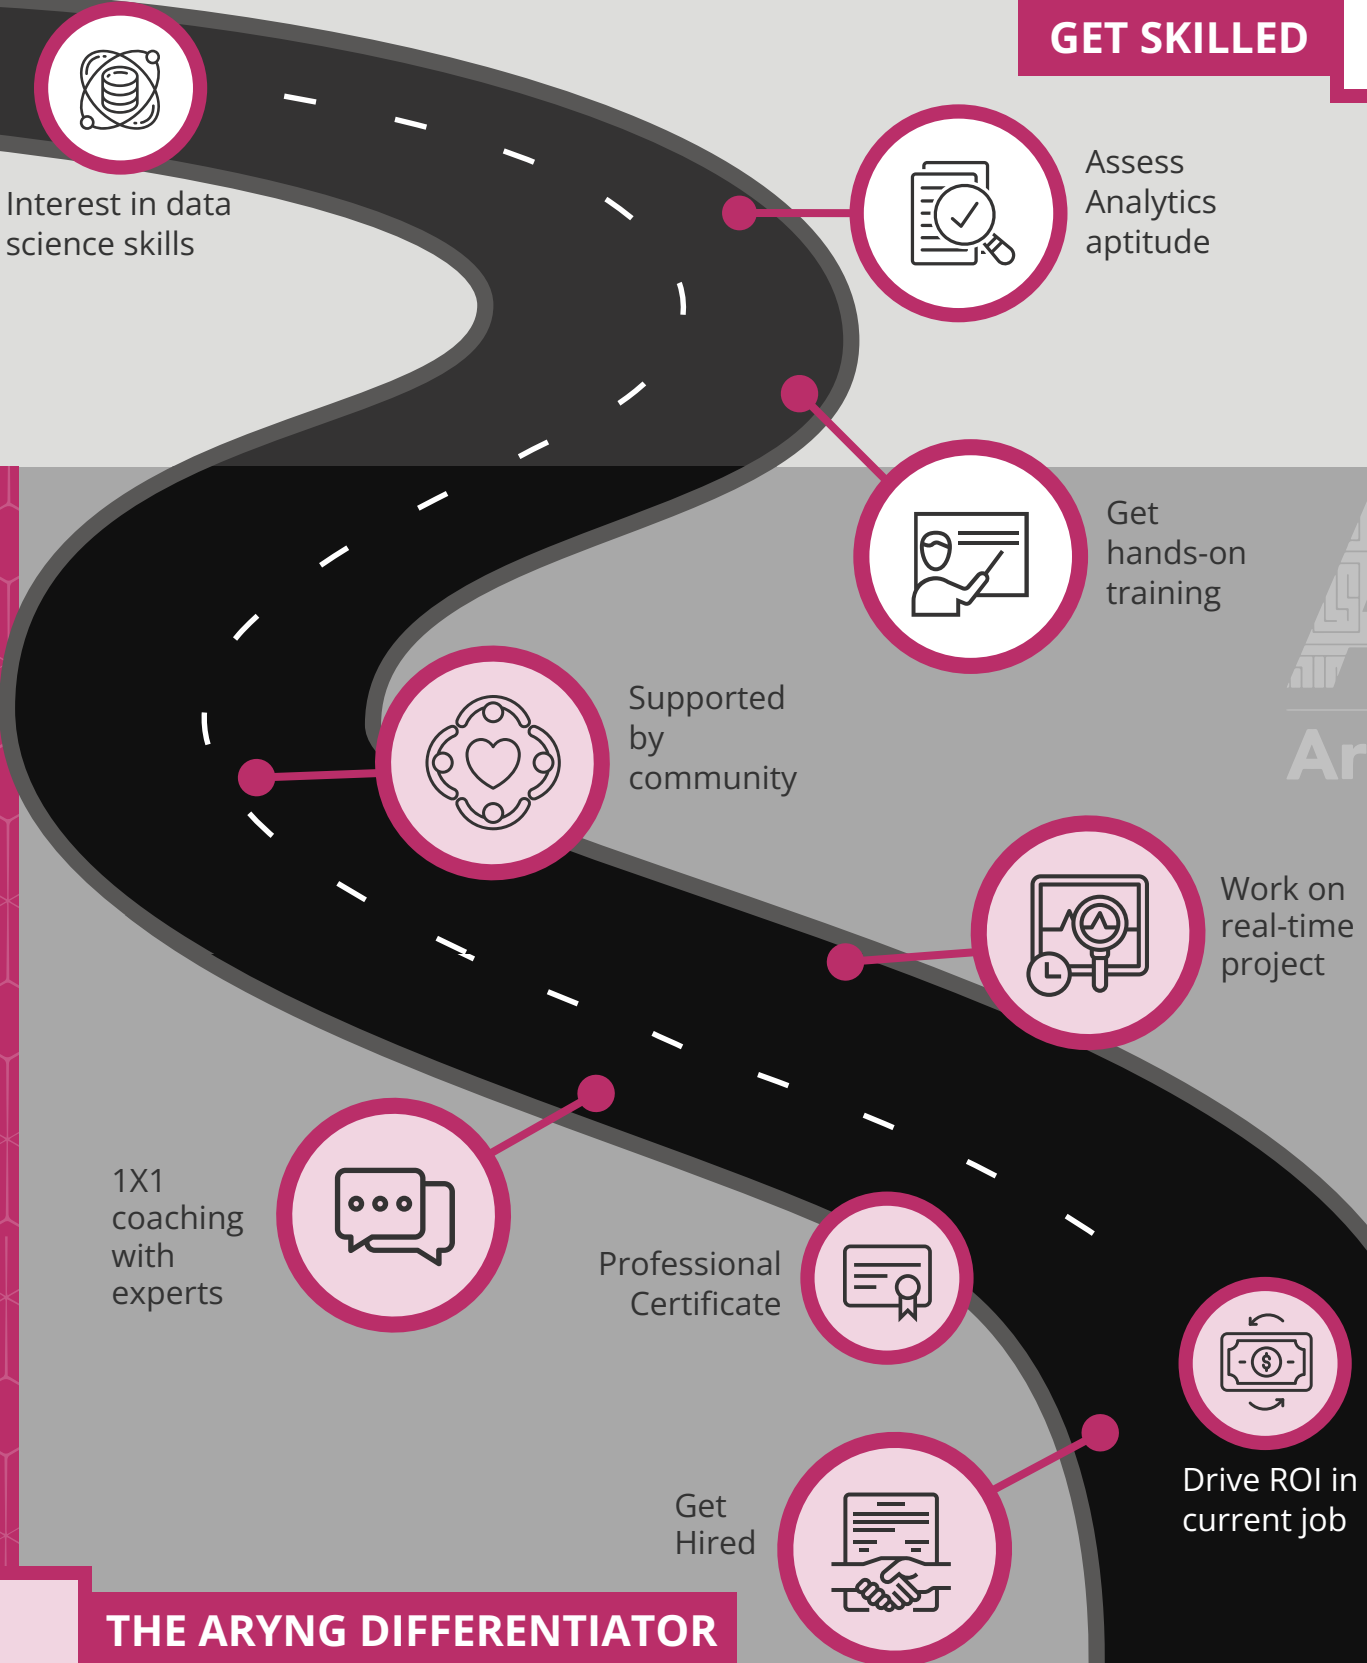 GET SKILLED
Interest in data
science skills
Assess
Analytics
aptitude
Get
hands-on
training
Supported
by
community
Ar
Work on
real-time
project
1X1
coaching
with
experts
Professional
Certificate
$
Drive ROI in
current job
Get
Hired
THE ARYNG DIFFERENTIATOR